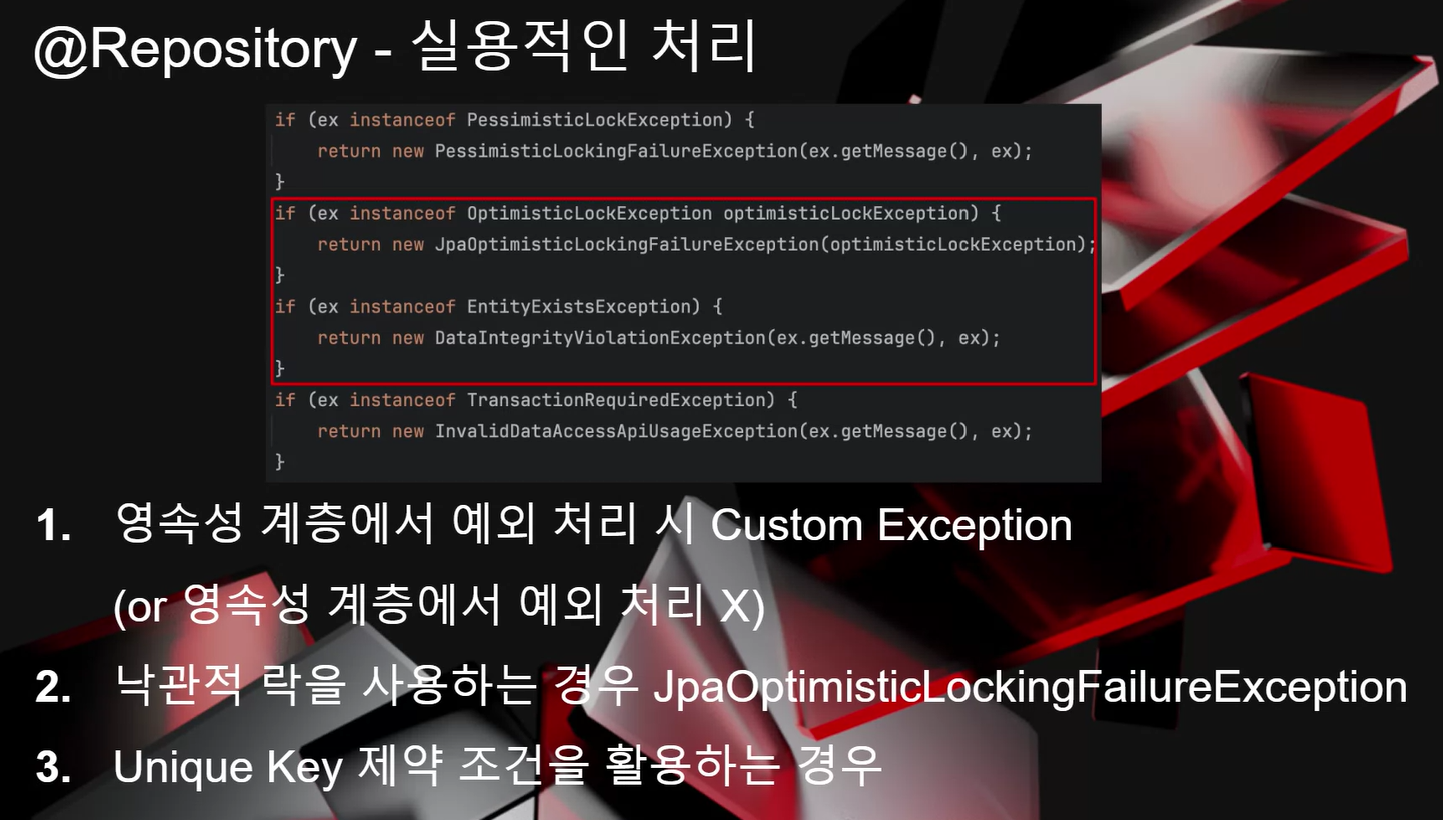 @Repository - 실용적인 처리
if (ex instanceof PessimisticLockException) {
    return new PessimisticLockingFailureException(ex.getMessage(), ex);
}
if (ex instanceof OptimisticLockException optimisticLockException) {
    return new JpaOptimisticLockingFailureException(optimisticLockException);
}
if (ex instanceof EntityExistsException) {
    return new DataIntegrityViolationException(ex.getMessage(), ex);
}
if (ex instanceof TransactionRequiredException) {
    return new InvalidDataAccessApiUsageException(ex.getMessage(), ex);
}
1. 영속성 계층에서 예외 처리 시 Custom Exception
(or 영속성 계층에서 예외 처리 X)
2. 낙관적 락을 사용하는 경우 JpaOptimisticLockingFailureException
3. Unique Key 제약 조건을 활용하는 경우